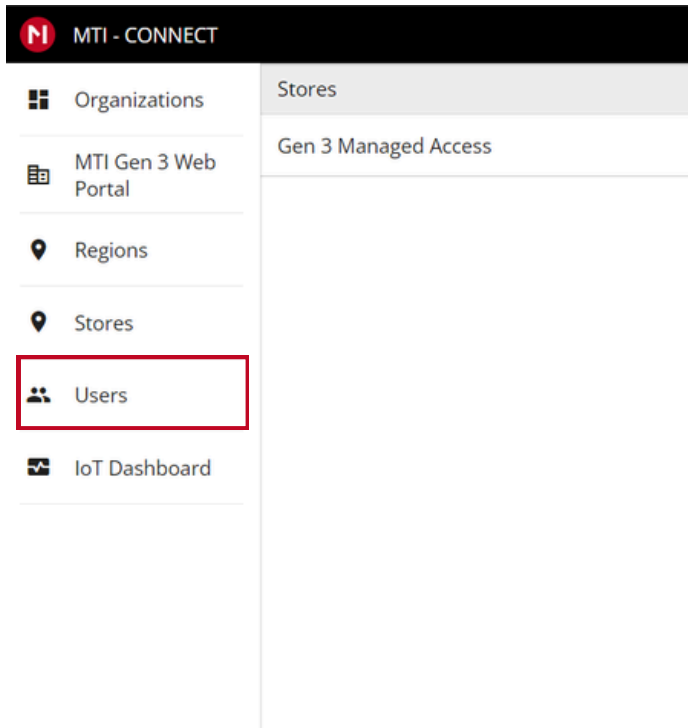 MTI - CONNECT
Organizations
MTI Gen 3 Web
Portal
Regions
Stores
Users
IoT Dashboard
Stores
Gen 3 Managed Access